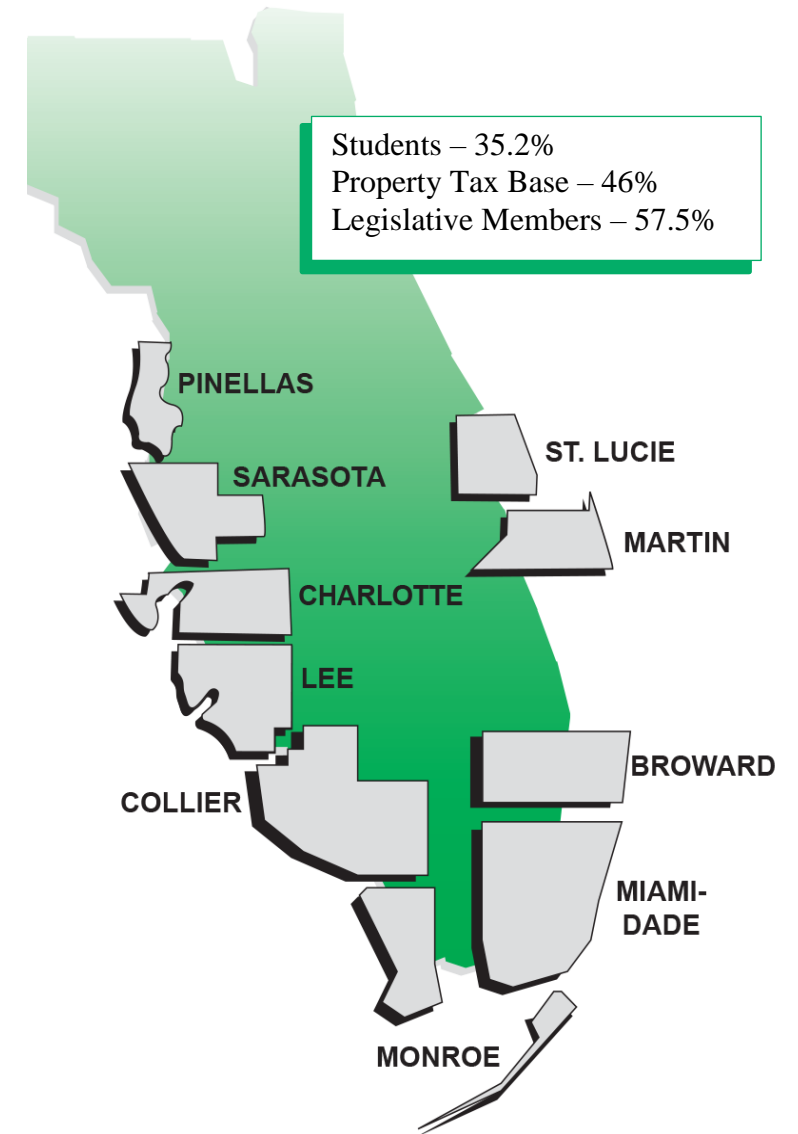 Students – 35.2%
Property Tax Base – 46%
Legislative Members – 57.5%
PINELLAS
ST. LUCIE
SARASOTA
MARTIN
CHARLOTTE
LEE
BROWARD
COLLIER
MIAMI-
DADE
MONROE